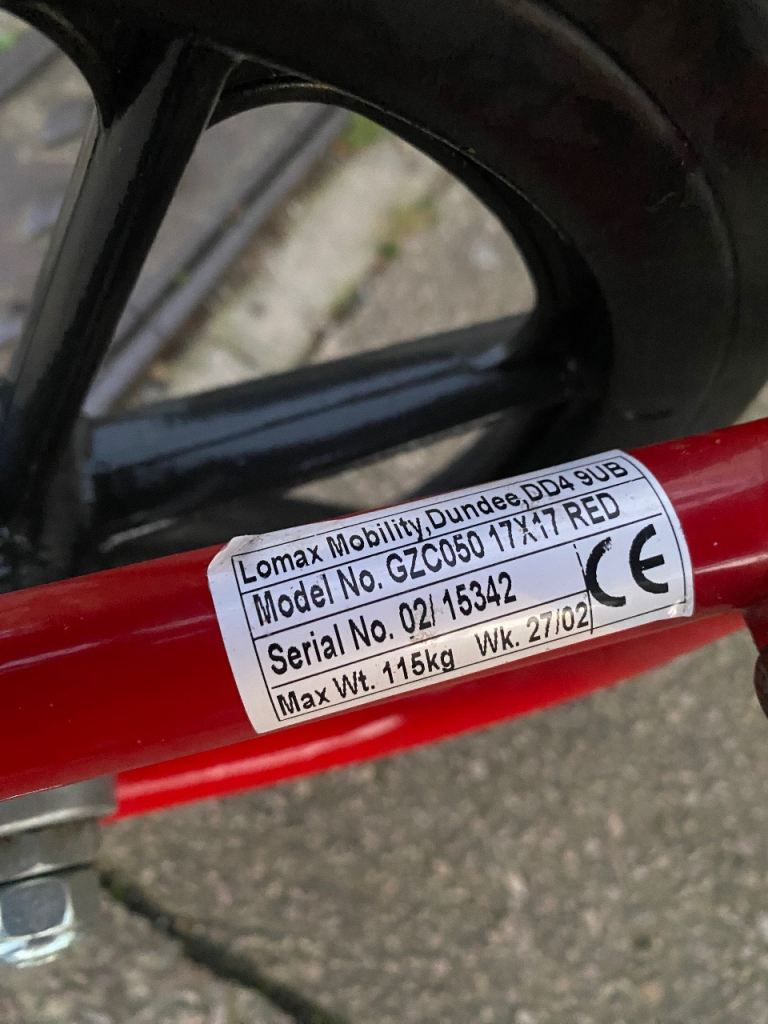 Lomax Mobility,Dundee,DD4 9UB
Model No. GZC050 17X17 RED
Serial No. 02/ 15342
CE
Max Wt. 115kg Wk. 27/02